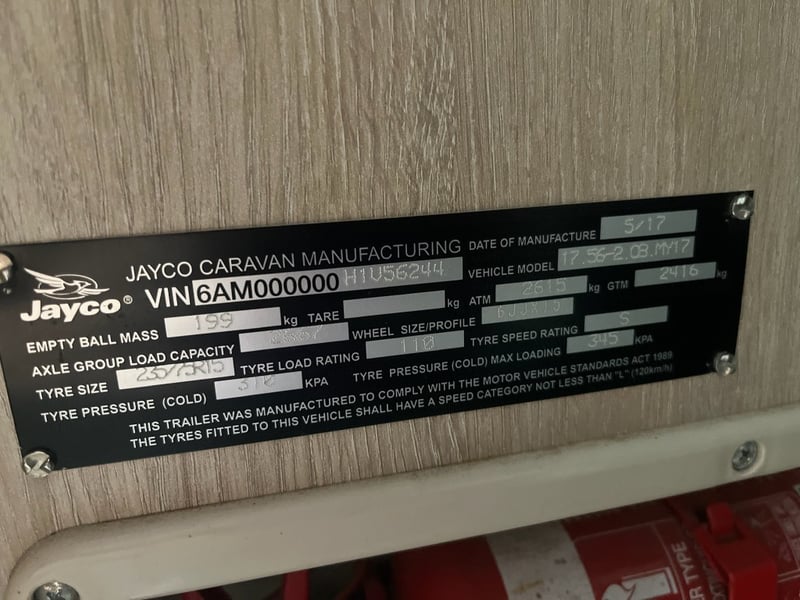 JAYCO CARAVAN MANUFACTURING DATE OF MANUFACTURE 5/17
Jayco® VIN 6AM000000H1V56244 VEHICLE MODEL 17.56-2.OB.MY17
EMPTY BALL MASS 199 kg TARE kg ATM 2615 kg GTM 2416 kg
AXLE GROUP LOAD CAPACITY WHEEL SIZE/PROFILE 6JJX15
TYRE SIZE 235/75R15 TYRE LOAD RATING 110 TYRE SPEED RATING S
TYRE PRESSURE (COLD) 310 KPA TYRE PRESSURE (COLD) MAX LOADING 345 KPA
THIS TRAILER WAS MANUFACTURED TO COMPLY WITH THE MOTOR VEHICLE STANDARDS ACT 1989
THE TYRES FITTED TO THIS VEHICLE SHALL HAVE A SPEED CATEGORY NOT LESS THAN "L" (120km/h)